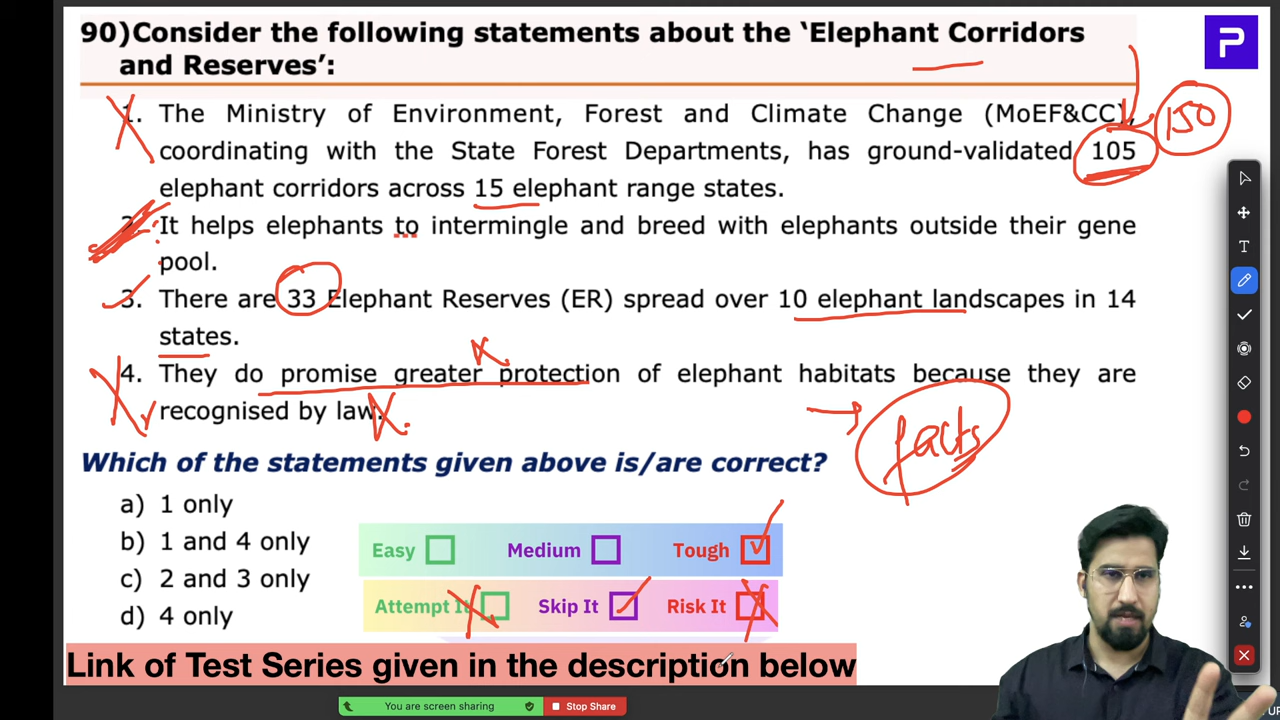 90)Consider the following statements about the ‘Elephant Corridors
and Reserves’:
P
1. The Ministry of Environment, Forest and Climate Change (MoEF&CC),
150
coordinating with the State Forest Departments, has ground-validated 105
elephant corridors across 15 elephant range states.
2. It helps elephants to intermingle and breed with elephants outside their gene
pool.
3. There are 33 Elephant Reserves (ER) spread over 10 elephant landscapes in 14
states.
4. They do promise greater protection of elephant habitats because they are
recognised by law.
facts
Which of the statements given above is/are correct?
a) 1 only
b) 1 and 4 only
c) 2 and 3 only
d) 4 only
Easy Medium Tough
Attempt It Skip It Risk It
Link of Test Series given in the description below
You are screen sharing Stop Share